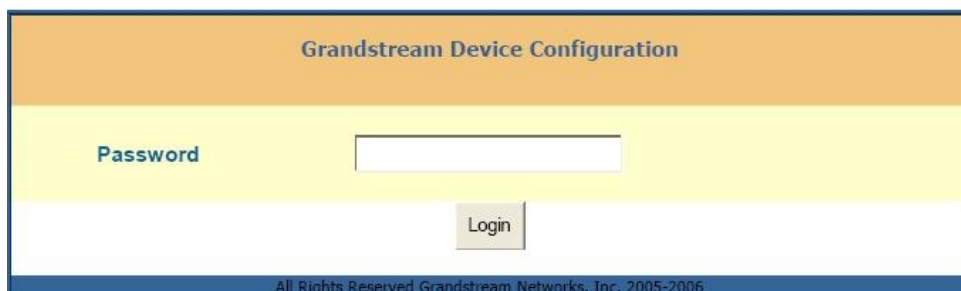 Grandstream Device Configuration
Password
Login
All Rights Reserved Grandstream Networks, Inc. 2005-2006